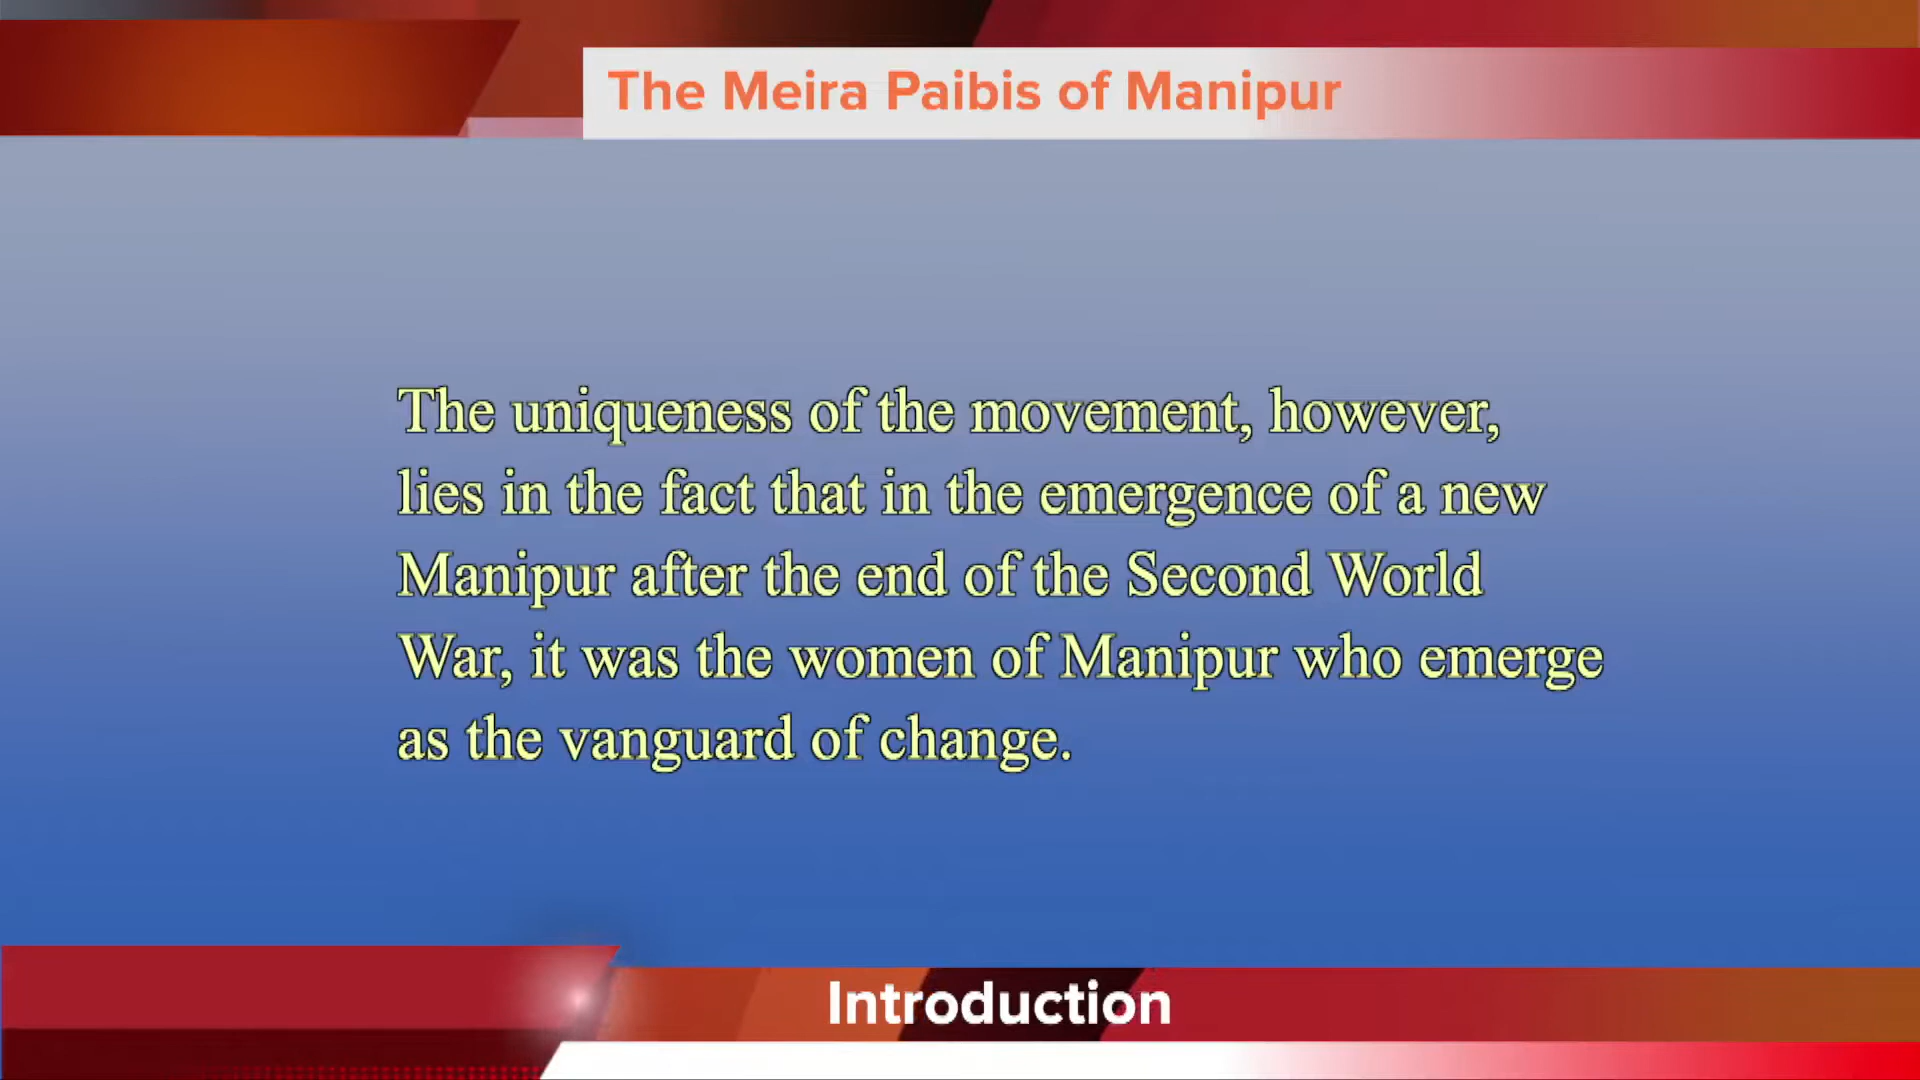 The Meira Paibis of Manipur
The uniqueness of the movement, however,
lies in the fact that in the emergence of a new
Manipur after the end of the Second World
War, it was the women of Manipur who emerge
as the vanguard of change.
Introduction